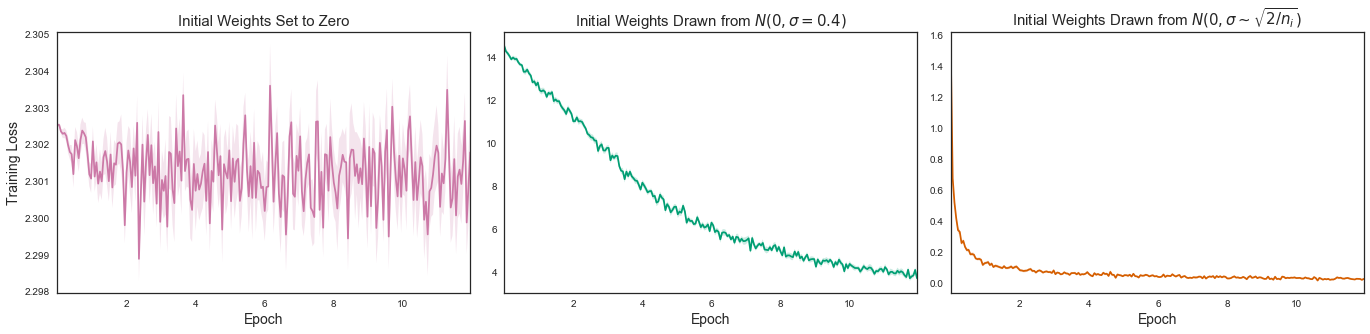 Initial Weights Set to Zero
Training Loss
2.305
2.304
2.303
2.302
2.301
2.300
2.299
2.298
2 4 6 8 10
Epoch
Initial Weights Drawn from N(0, σ = 0.4)
14
12
10
8
6
4
2 4 6 8 10
Epoch
Initial Weights Drawn from N(0, σ ∼ √2/nᵢ)
1.6
1.4
1.2
1.0
0.8
0.6
0.4
0.2
0.0
2 4 6 8 10
Epoch